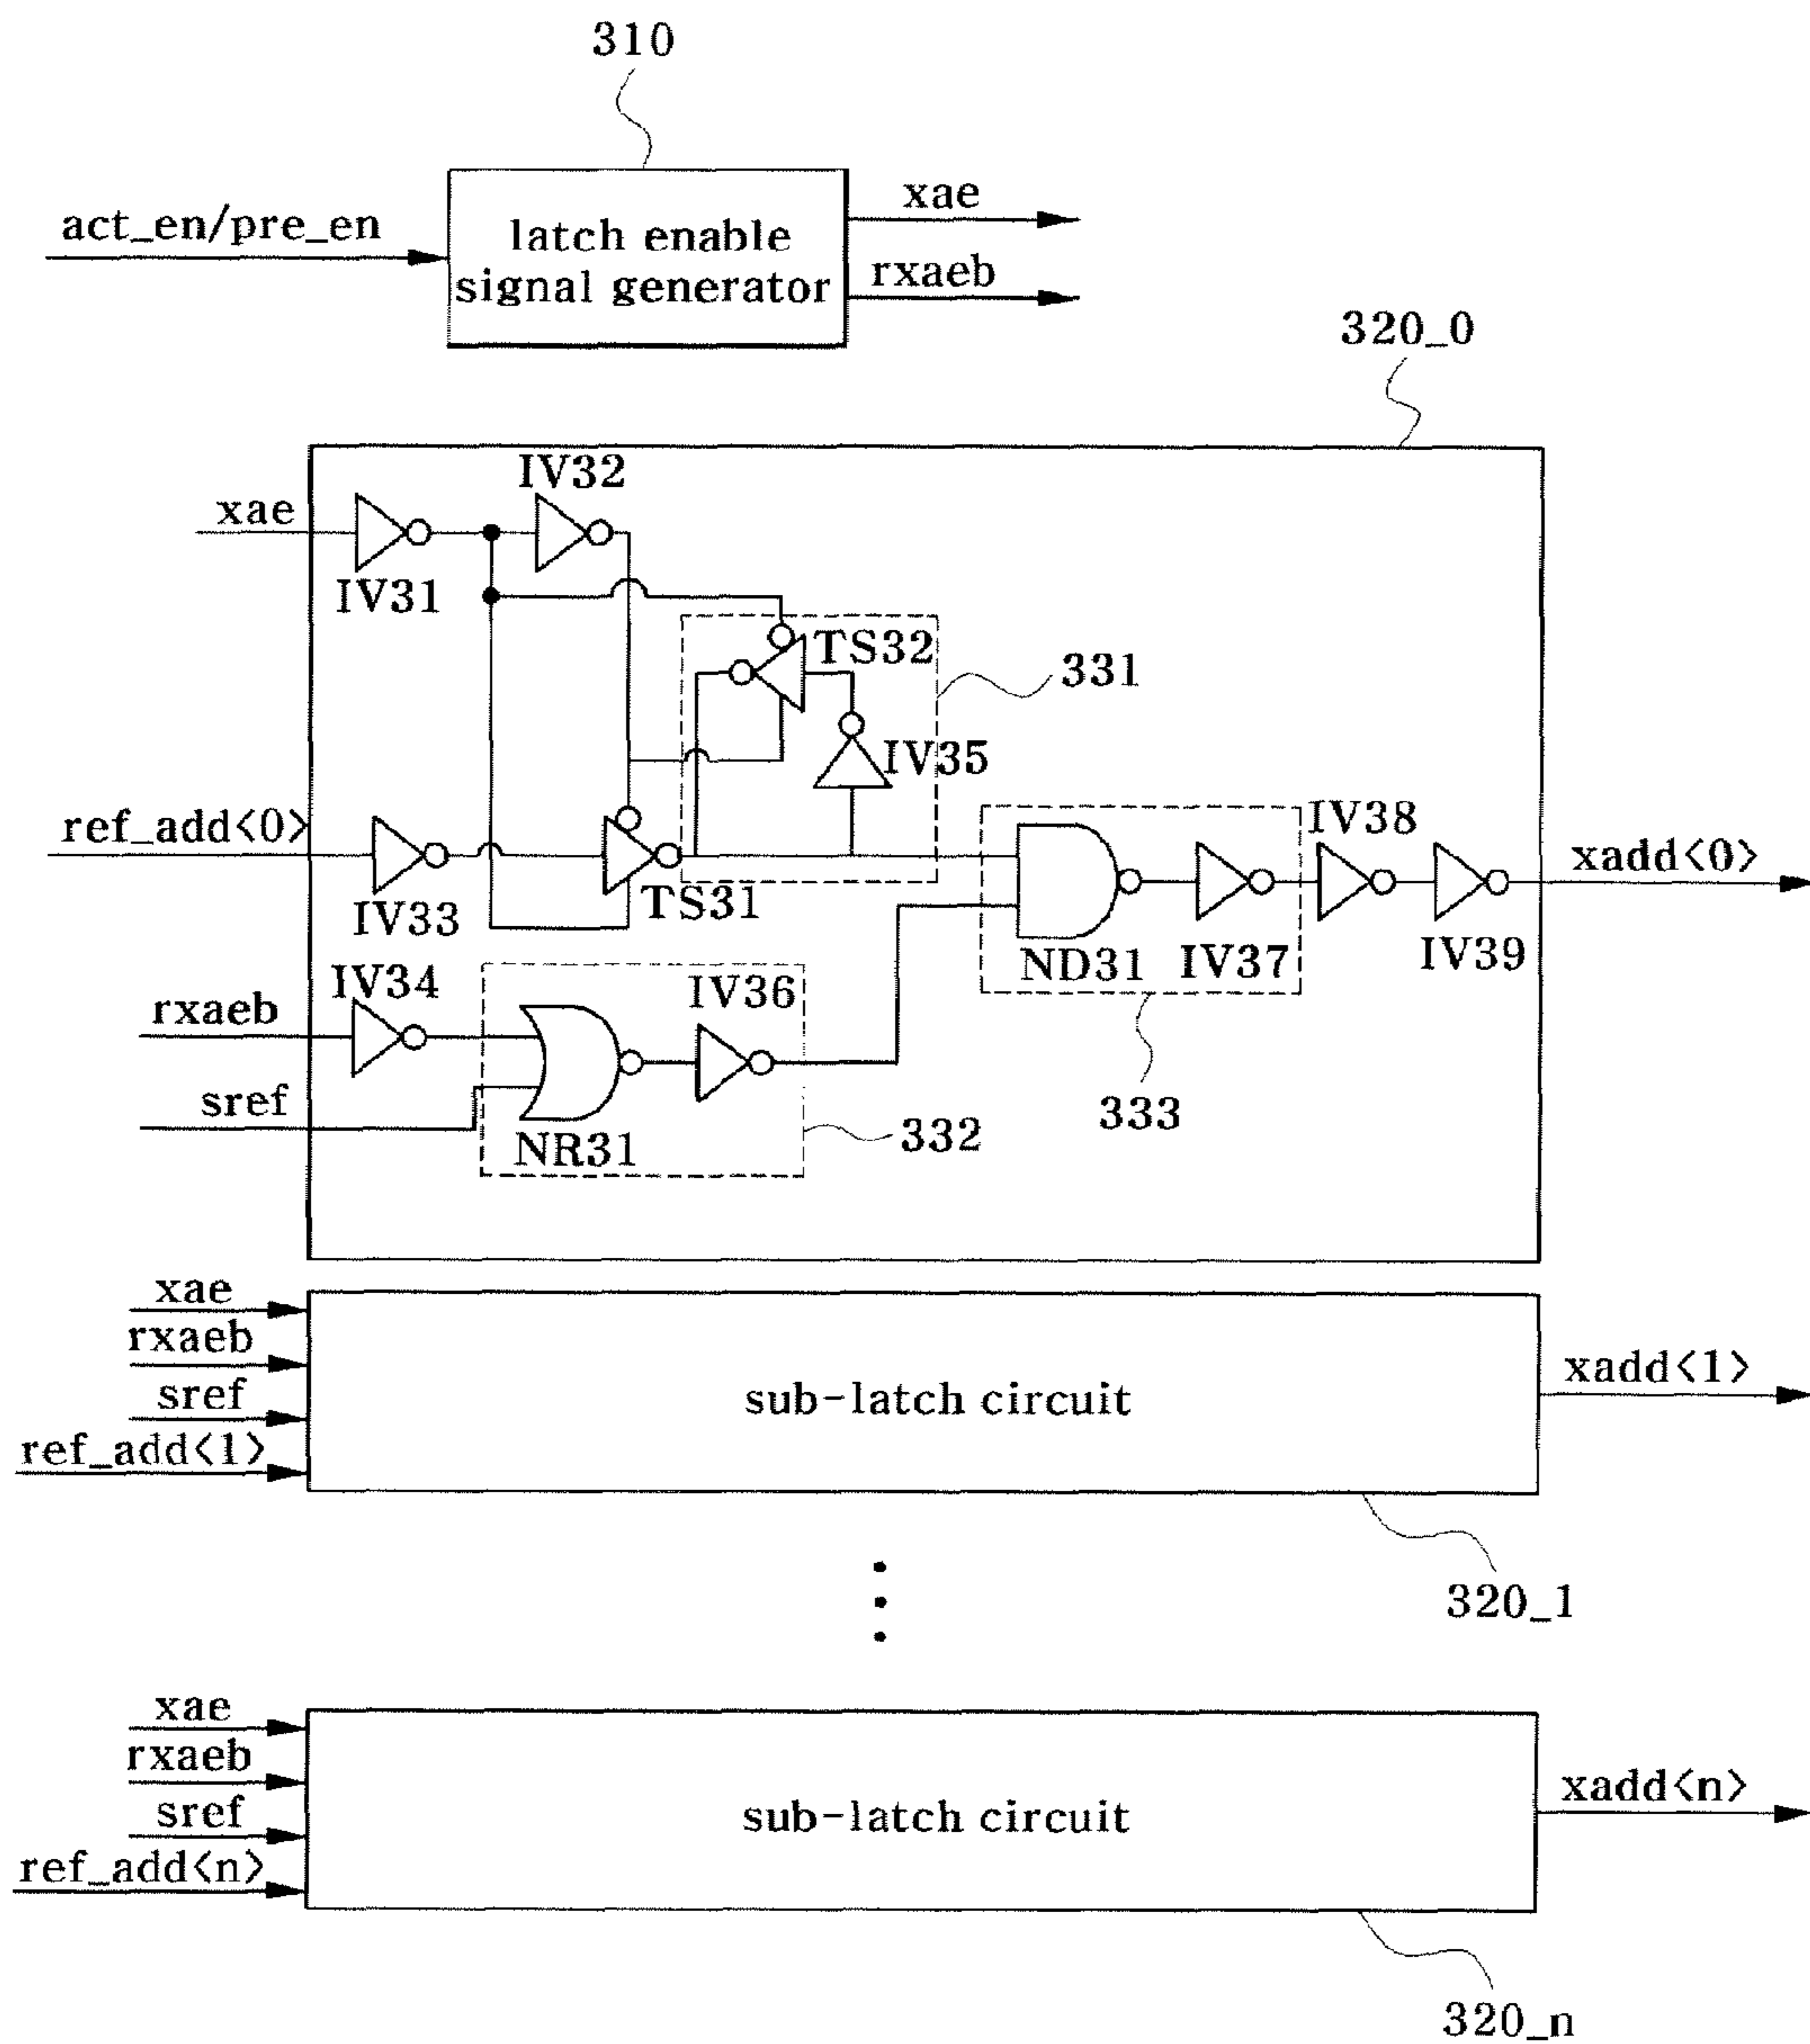 310
act_en/pre_en
latch enable
signal generator
xae
rxaeb
320_0
xae
IV31
IV32
TS32
331
IV35
ref_add<0>
IV33
TS31
IV38
xadd<0>
ND31
IV37
IV39
333
rxaeb
IV34
IV36
sref
NR31
332
xae
rxaeb
sref
ref_add<1>
sub-latch circuit
xadd<1>
320_1
xae
rxaeb
sref
ref_add<n>
sub-latch circuit
xadd<n>
320_n